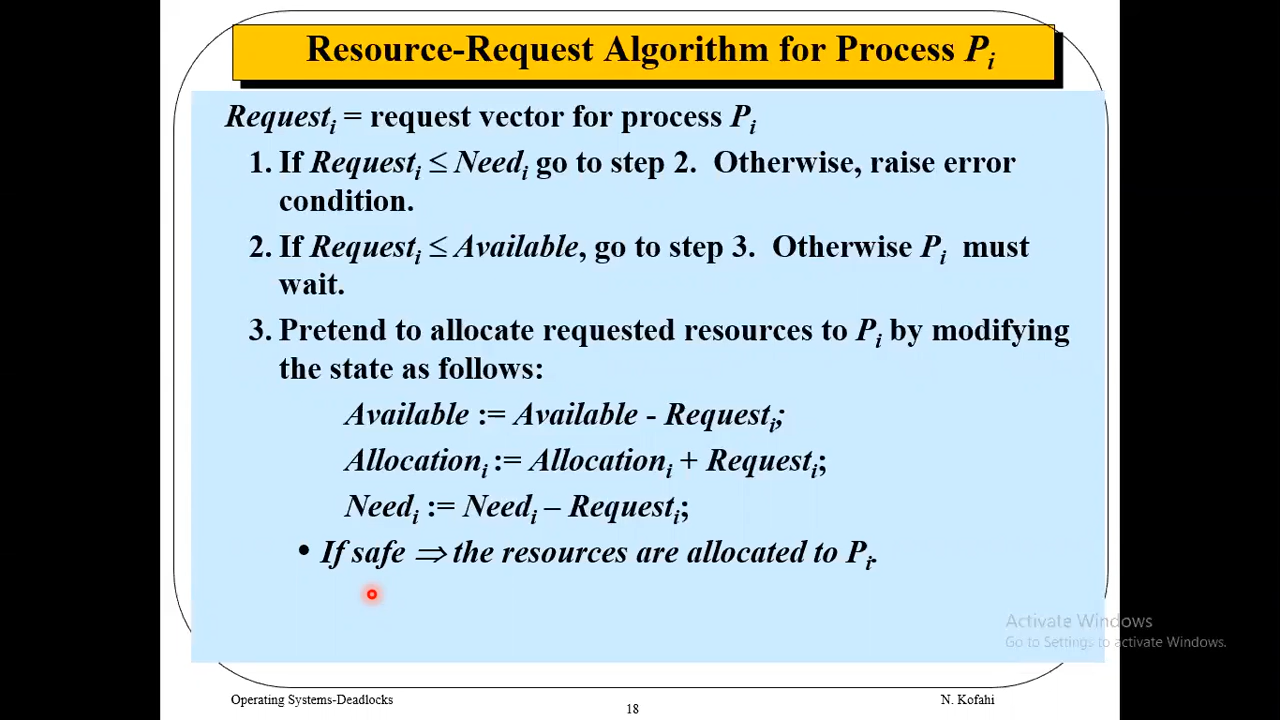 Resource-Request Algorithm for Process Pi
Requesti = request vector for process Pi
1. If Requesti ≤ Needi go to step 2. Otherwise, raise error
condition.
2. If Requesti ≤ Available, go to step 3. Otherwise Pi must
wait.
3. Pretend to allocate requested resources to Pi by modifying
the state as follows:
Available := Available - Requesti;
Allocationi := Allocationi + Requesti;
Needi := Needi – Requesti;
• If safe ⇒ the resources are allocated to Pi.
Activate Windows
Go to Settings to activate Windows.
Operating Systems-Deadlocks
18
N. Kofahi